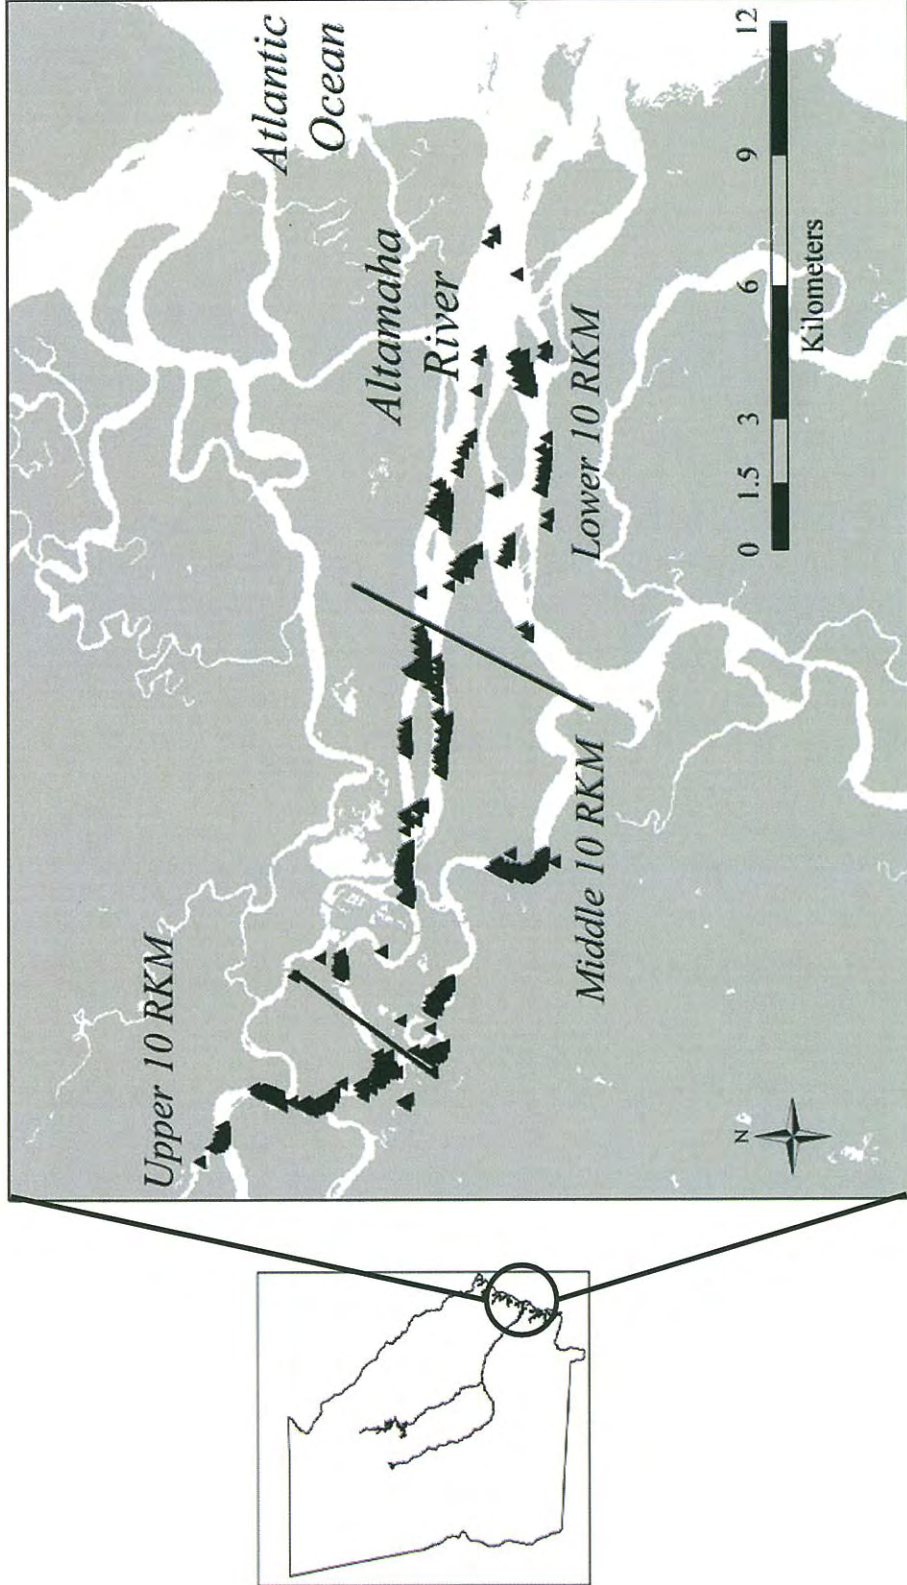 Upper 10 RKM
Atlantic
Ocean
Altamaha
River
Middle 10 RKM
Lower 10 RKM
N
0 1.5 3 6 9 12
Kilometers